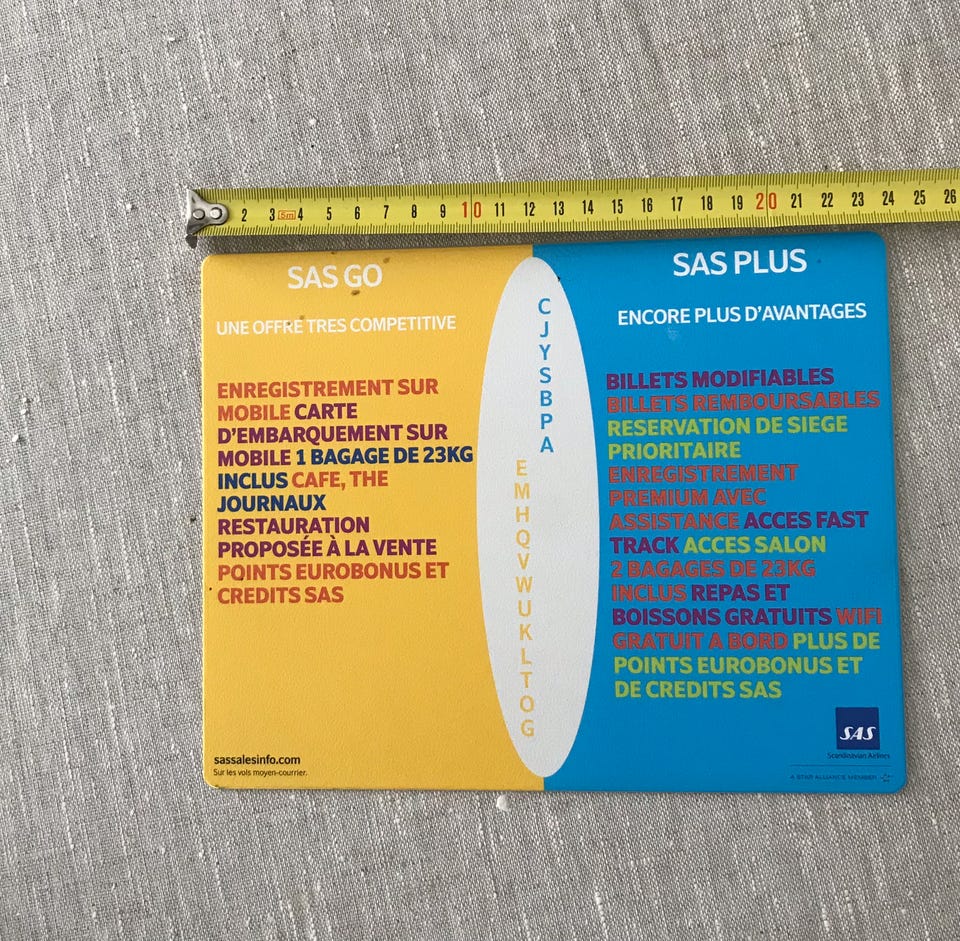 2 3 5m 4 5 6 7 8 9 10 11 12 13 14 15 16 17 18 19 20 21 22 23 24 25 26
SAS GO
UNE OFFRE TRES COMPETITIVE
ENREGISTREMENT SUR
MOBILE CARTE
D'EMBARQUEMENT SUR
MOBILE 1 BAGAGE DE 23KG
INCLUS CAFE, THE
JOURNAUX
RESTAURATION
PROPOSÉE À LA VENTE
POINTS EUROBONUS ET
CREDITS SAS
sassalesinfo.com
Sur les vols moyen-courrier.
C
J
Y
S
B
P
A
E
M
H
Q
V
W
U
K
L
T
O
G
SAS PLUS
ENCORE PLUS D'AVANTAGES
BILLETS MODIFIABLES
BILLETS REMBOURSABLES
RESERVATION DE SIEGE
PRIORITAIRE
ENREGISTREMENT
PREMIUM AVEC
ASSISTANCE ACCES FAST
TRACK ACCES SALON
2 BAGAGES DE 23KG
INCLUS REPAS ET
BOISSONS GRATUITS WIFI
GRATUIT A BORD PLUS DE
POINTS EUROBONUS ET
DE CREDITS SAS
SAS
Scandinavian Airlines
A STAR ALLIANCE MEMBER